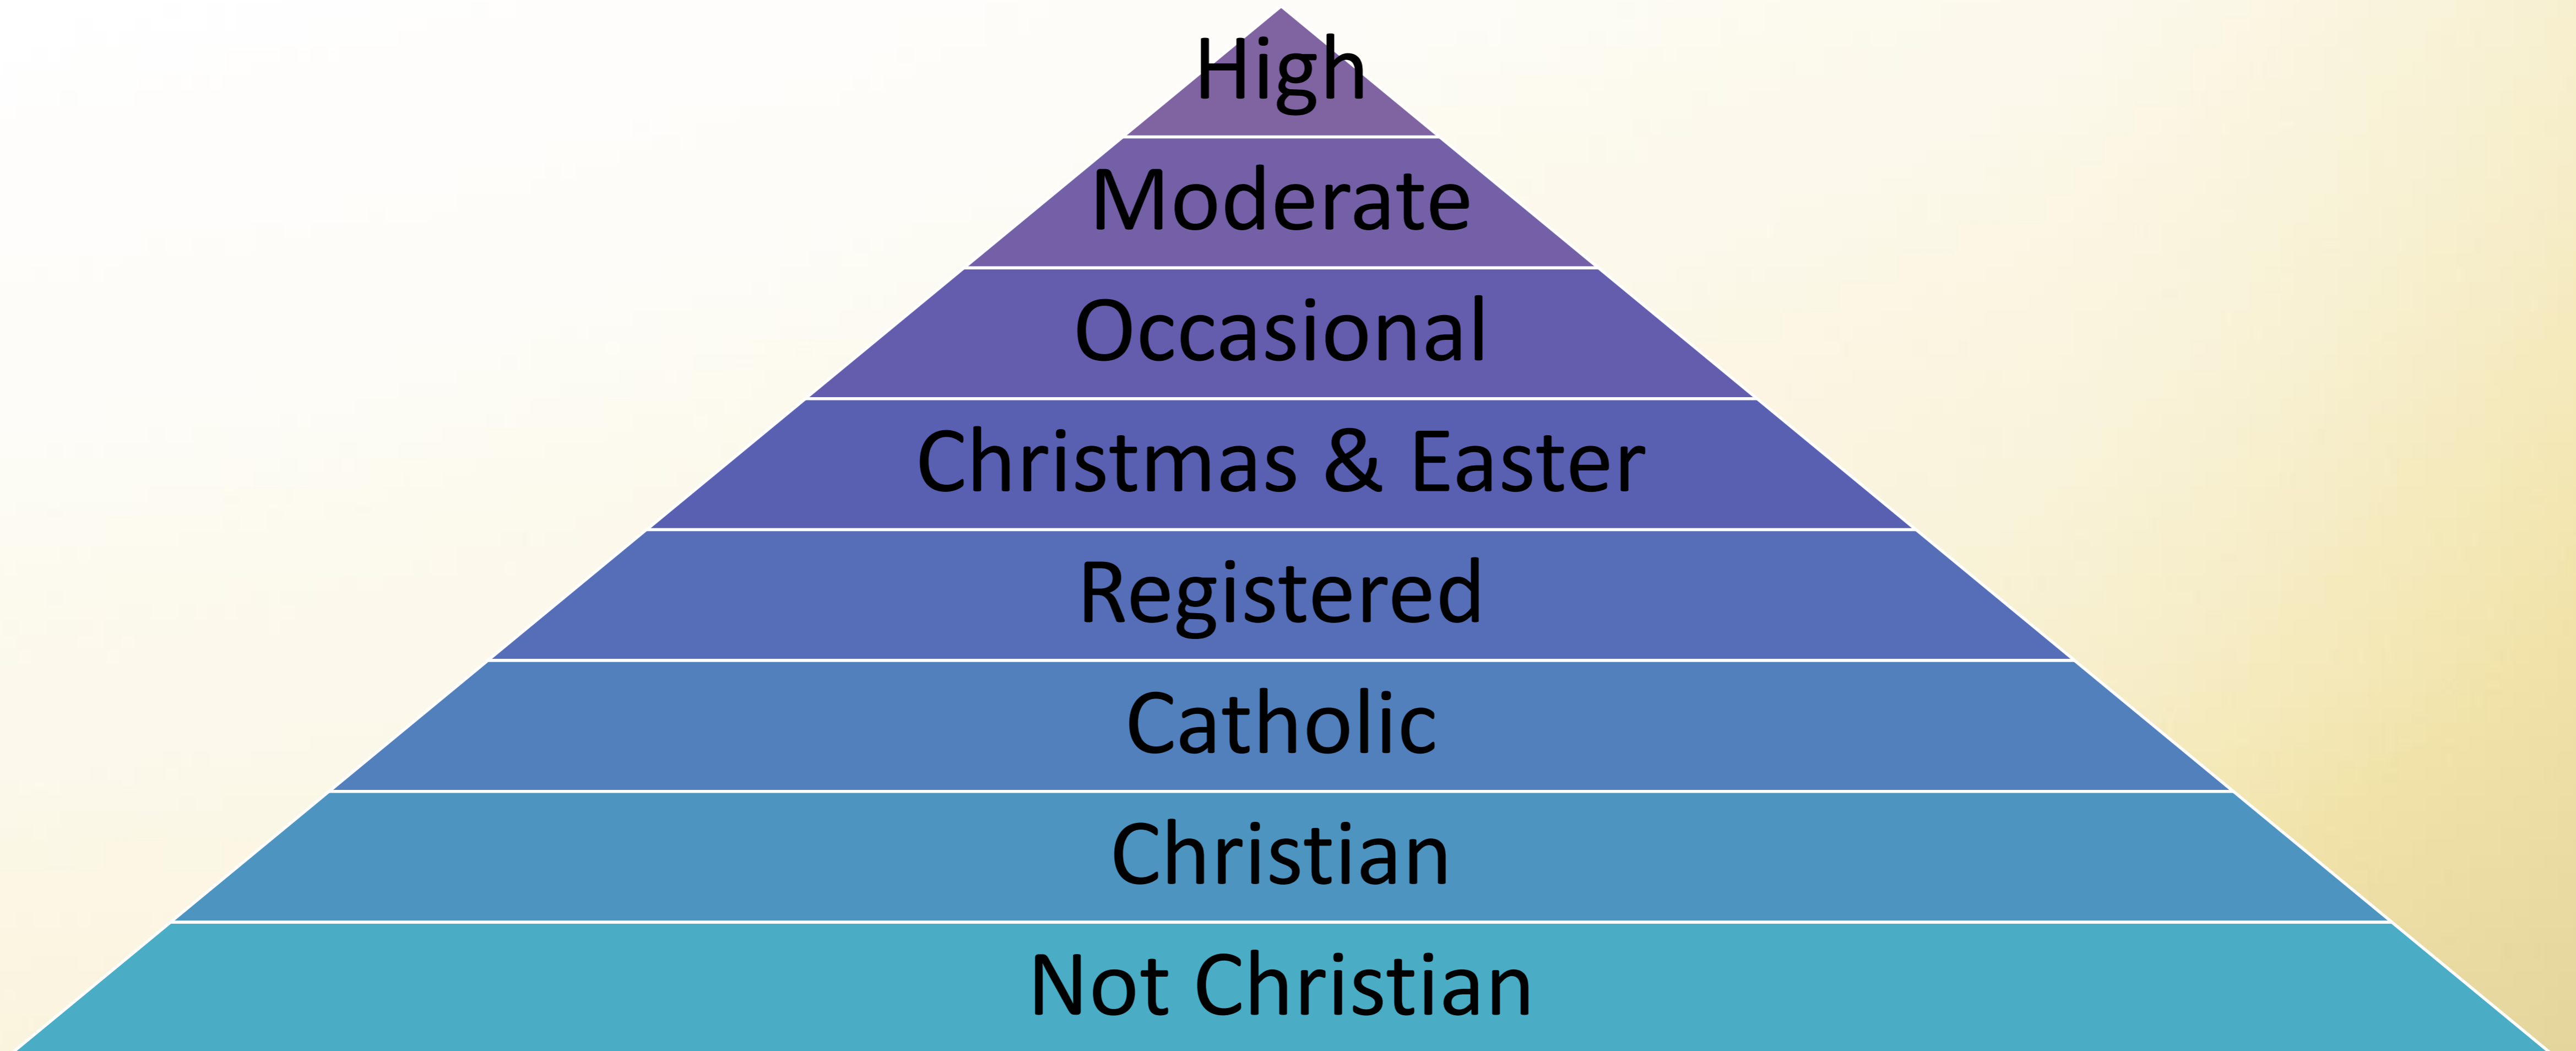 High
Moderate
Occasional
Christmas & Easter
Registered
Catholic
Christian
Not Christian